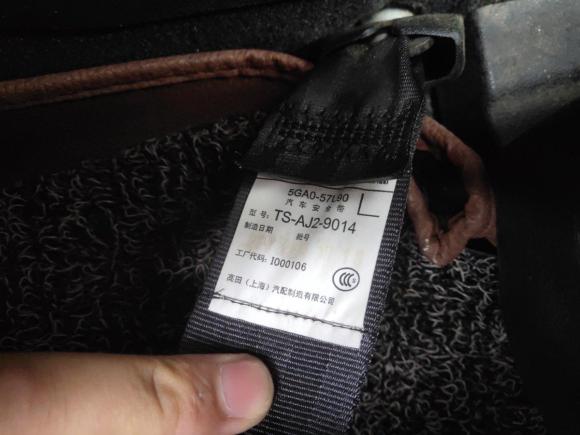 5GA0-57L90
汽车安全带
L
型号: TS-AJ2-9014
制造日期 批号
工厂代码: I000106
CCC S
高田（上海）汽配制造有限公司